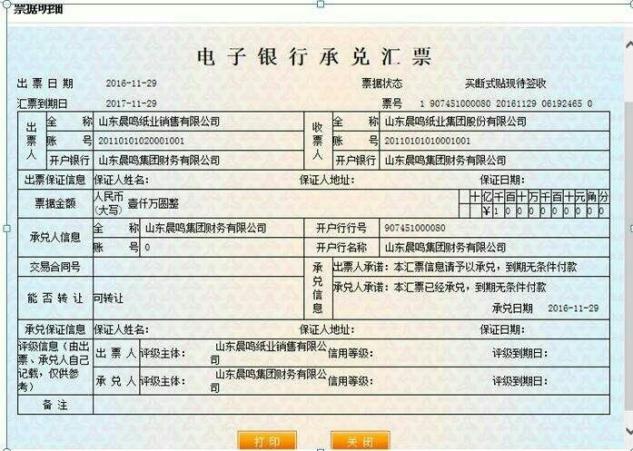 票据明细
电子银行承兑汇票
出票日期 2016-11-29 票据状态 买断式贴现待签收
汇票到期日 2017-11-29 票号 1 907451000080 20161129 06192465 0
出票人 全称 山东晨鸣纸业销售有限公司 收票人 全称 山东晨鸣纸业集团股份有限公司
账号 20110101020001001 账号 20110101010001001
开户银行 山东晨鸣集团财务有限公司 开户银行 山东晨鸣集团财务有限公司
出票保证信息 保证人姓名: 保证人地址: 保证日期:
票据金额 人民币(大写) 壹仟万圆整 十亿千百十万千百十元角分
¥1000000000
承兑人信息 全称 山东晨鸣集团财务有限公司 开户行行号 907451000080
账号 0 开户行名称 山东晨鸣集团财务有限公司
交易合同号 承兑信息 出票人承诺:本汇票信息请予以承兑,到期无条件付款
能否转让 可转让 承兑人承诺:本汇票已经承兑,到期无条件付款
承兑日期 2016-11-29
承兑保证信息 保证人姓名: 保证人地址: 保证日期:
评级信息(由出票、承兑人自己记载,仅供参考) 出票人 评级主体: 山东晨鸣纸业销售有限公司 信用等级: 评级到期日:
承兑人 评级主体: 山东晨鸣集团财务有限公司 信用等级: 评级到期日:
备注
打印 关闭